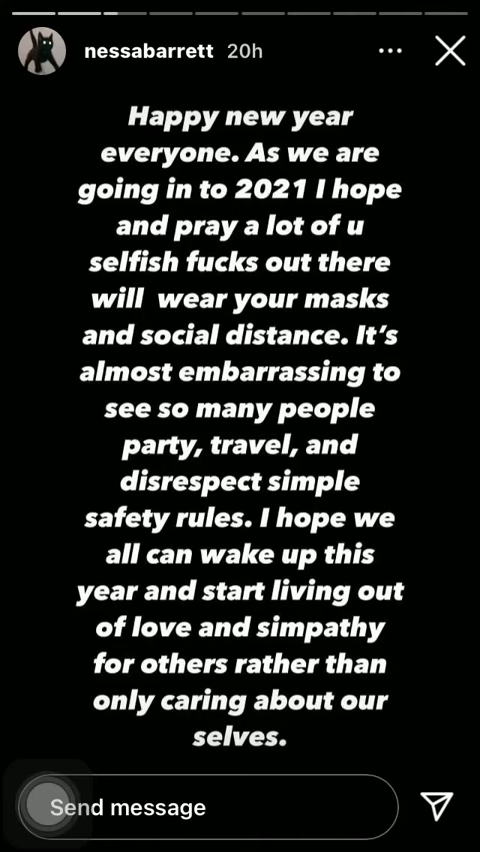 nessabarrett 20h
Happy new year
everyone. As we are
going in to 2021 I hope
and pray a lot of u
selfish fucks out there
will  wear your masks
and social distance. It’s
almost embarrassing to
see so many people
party, travel, and
disrespect simple
safety rules. I hope we
all can wake up this
year and start living out
of love and simpathy
for others rather than
only caring about our
selves.
Send message